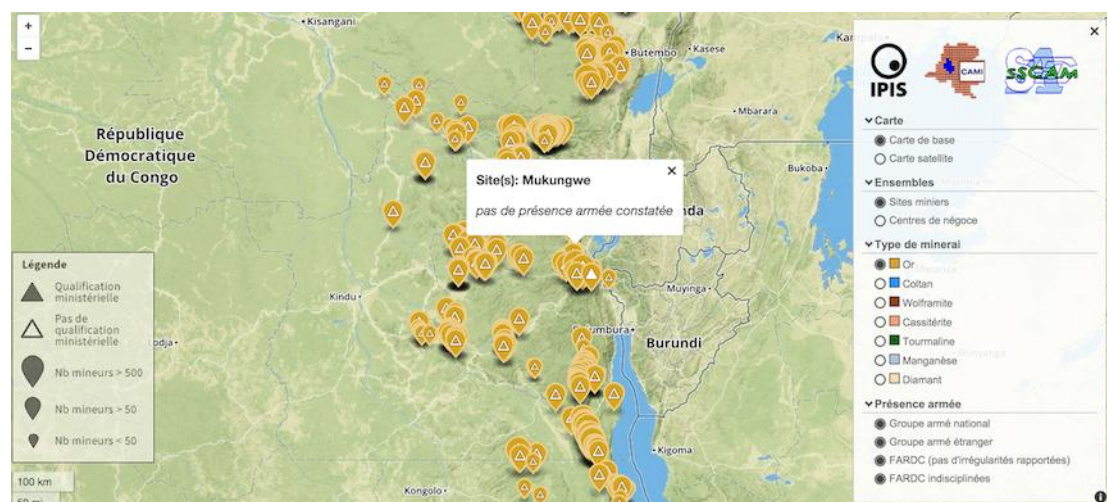 +
−
Kisangani
Butembo
Kasese
Mbarara
République
Démocratique
du Congo
Bukoba
Site(s): Mukungwe
×
pas de présence armée constatée
nda
Légende
Qualification
ministérielle
Pas de
qualification
ministérielle
Nb mineurs > 500
Nb mineurs > 50
Nb mineurs < 50
Kindu
odja
Muyinga
umbura
Burundi
Kigoma
Kongolo
100 km
50 mi
×
IPIS
CAMI
SSCAM
Carte
Carte de base
Carte satellite
Ensembles
Sites miniers
Centres de négoce
Type de minerai
Or
Coltan
Wolframite
Cassitérite
Tourmaline
Manganèse
Diamant
Présence armée
Groupe armé national
Groupe armé étranger
FARDC (pas d'irrégularités rapportées)
FARDC indisciplinées